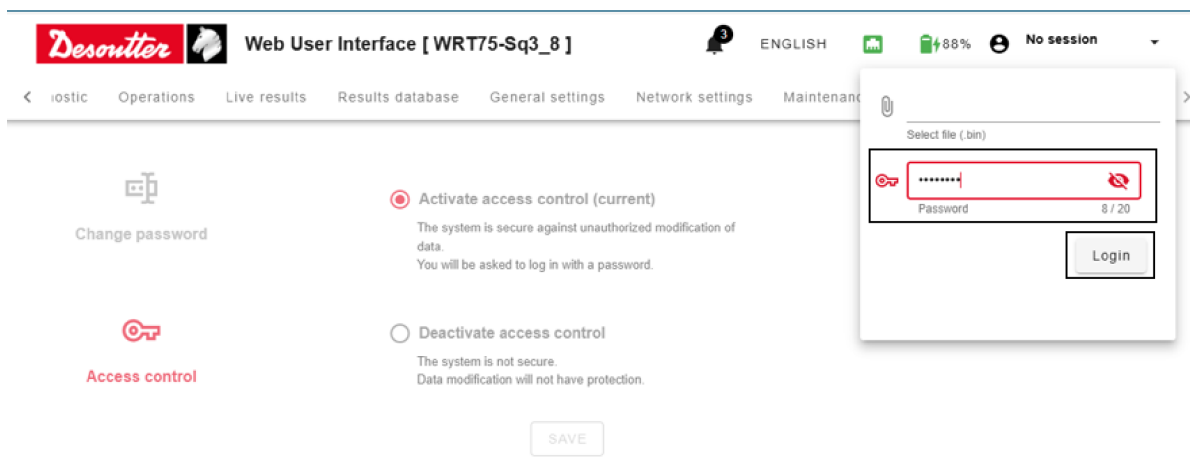 Desoutter Web User Interface [ WRT75-Sq3_8 ] 3 ENGLISH 88% No session
nostic Operations Live results Results database General settings Network settings Maintenanc
Select file (.bin)
••••••••
Password 8 / 20
Login
Change password
Activate access control (current)
The system is secure against unauthorized modification of
data.
You will be asked to log in with a password.
Access control
Deactivate access control
The system is not secure.
Data modification will not have protection.
SAVE